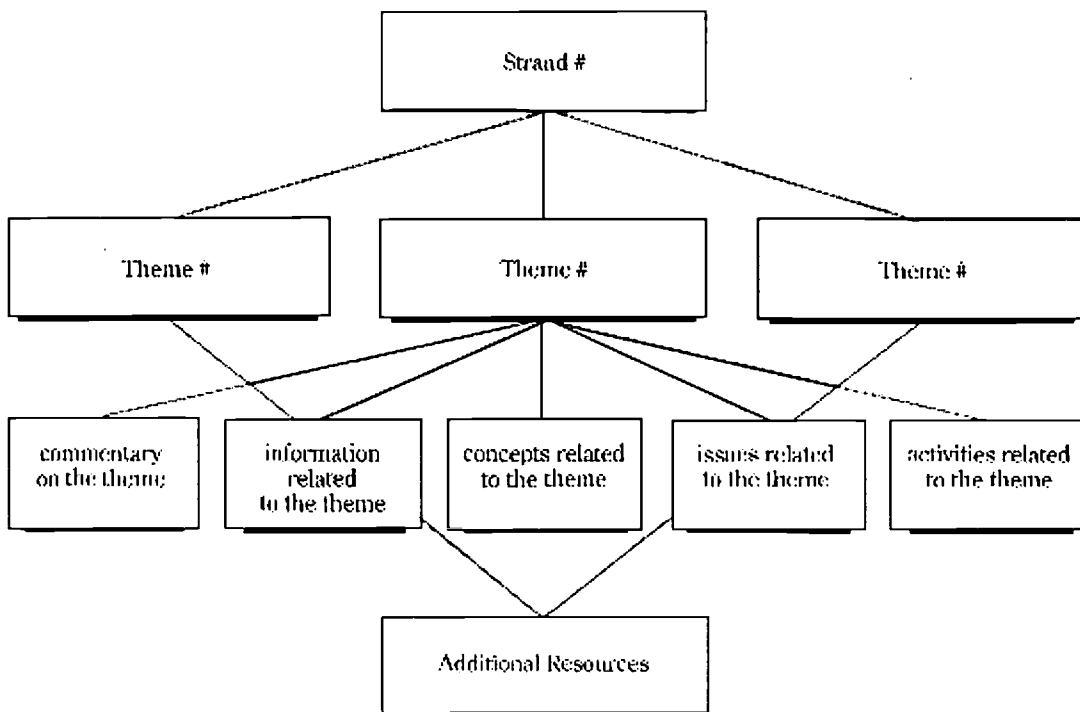 Strand #
Theme #
Theme #
Theme #
commentary
on the theme
information
related
to the theme
concepts related
to the theme
issues related
to the theme
activities related
to the theme
Additional Resources